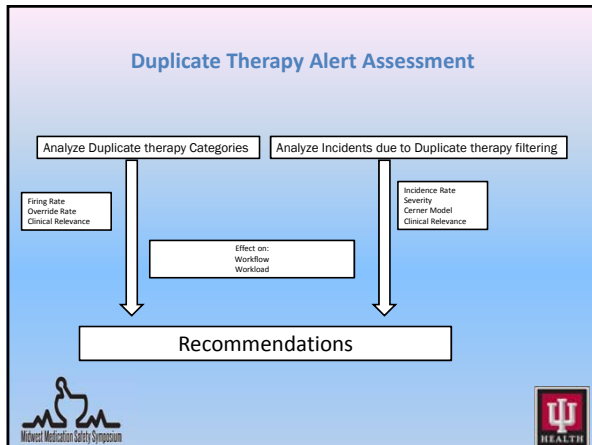 Duplicate Therapy Alert Assessment
Analyze Duplicate therapy Categories
Analyze Incidents due to Duplicate therapy filtering
Firing Rate
Override Rate
Clinical Relevance
Incidence Rate
Severity
Cerner Model
Clinical Relevance
Effect on:
Workflow
Workload
Recommendations
Midwest Medication Safety Symposium
IU
HEALTH